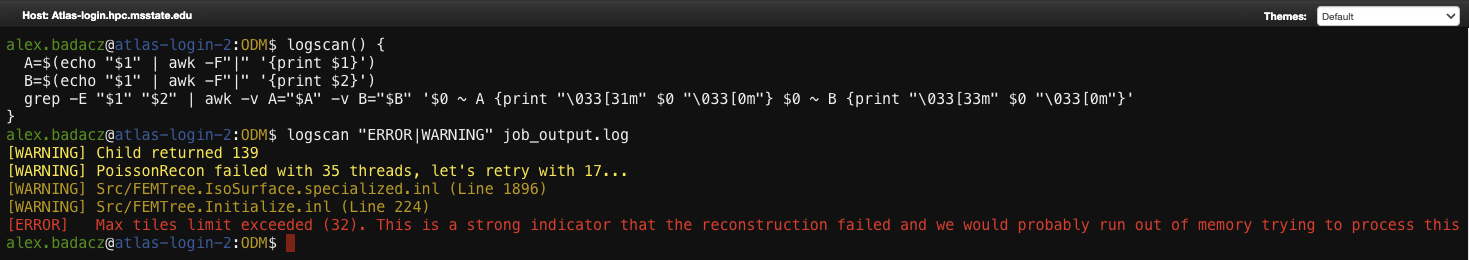 Host: Atlas-login.hpc.msstate.edu
Themes: Default
alex.badacz@atlas-login-2:ODM$ logscan() {
  A=$(echo "$1" | awk -F"|" '{print $1}')
  B=$(echo "$1" | awk -F"|" '{print $2}')
  grep -E "$1" "$2" | awk -v A="$A" -v B="$B" '$0 ~ A {print "\033[31m" $0 "\033[0m"} $0 ~ B {print "\033[33m" $0 "\033[0m"}'
}
alex.badacz@atlas-login-2:ODM$ logscan "ERROR|WARNING" job_output.log
[WARNING] Child returned 139
[WARNING] PoissonRecon failed with 35 threads, let's retry with 17...
[WARNING] Src/FEMTree.IsoSurface.specialized.inl (Line 1896)
[WARNING] Src/FEMTree.Initialize.inl (Line 224)
[ERROR]   Max tiles limit exceeded (32). This is a strong indicator that the reconstruction failed and we would probably run out of memory trying to process this
alex.badacz@atlas-login-2:ODM$